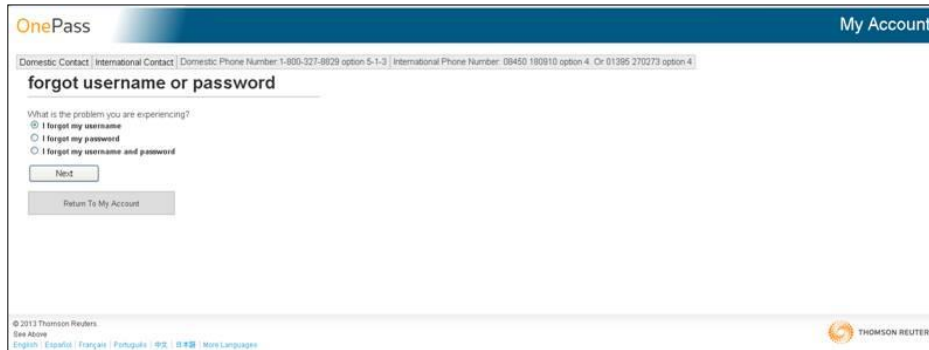 OnePass
My Account
Domestic Contact International Contact Domestic Phone Number: 1-800-327-8829 option 5-1-3 International Phone Number: 08450 180910 option 4. Or 01395 270273 option 4
forgot username or password
What is the problem you are experiencing?
I forgot my username
I forgot my password
I forgot my username and password
Next
Return To My Account
© 2013 Thomson Reuters
See Above
English | Español | Français | Português | 中文 | 日本語 | More Languages
THOMSON REUTER